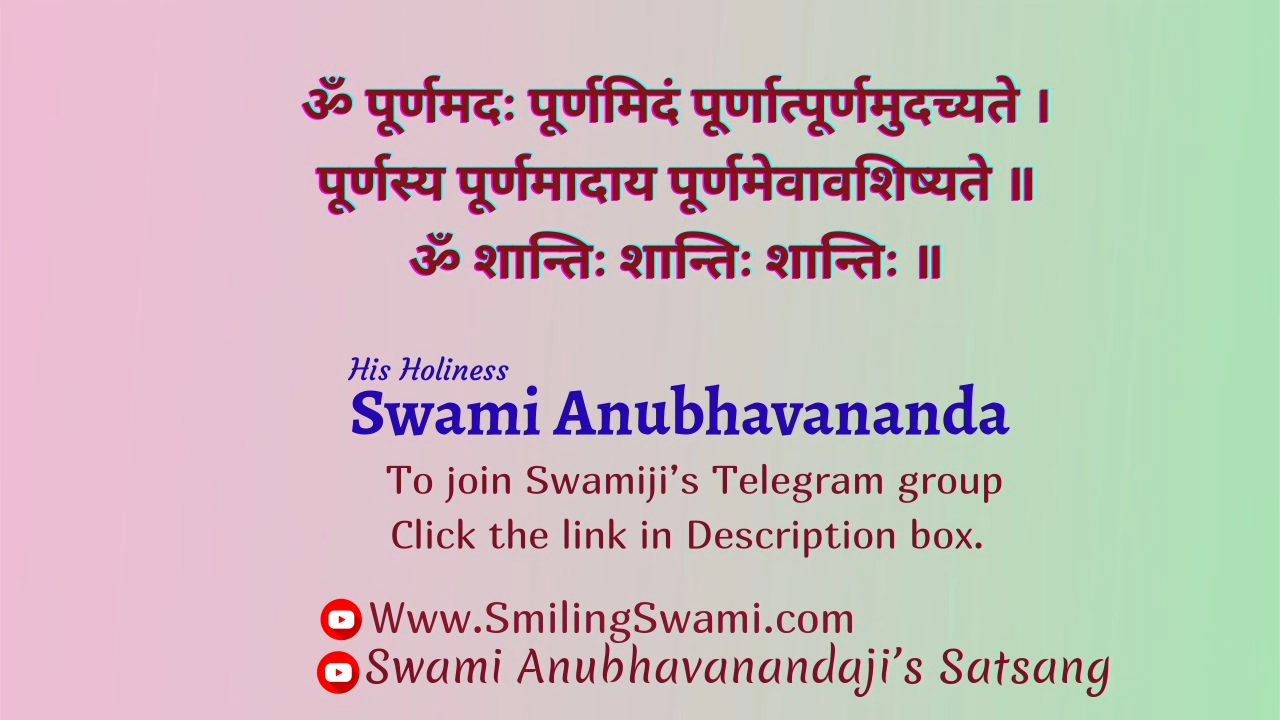 ॐ पूर्णमदः पूर्णमिदं पूर्णात्पूर्णमुदच्यते ।
पूर्णस्य पूर्णमादाय पूर्णमेवावशिष्यते ॥
ॐ शान्तिः शान्तिः शान्तिः ॥
His Holiness
Swami Anubhavananda
To join Swamiji's Telegram group
Click the link in Description box.
Www.SmilingSwami.com
Swami Anubhavanandaji's Satsang